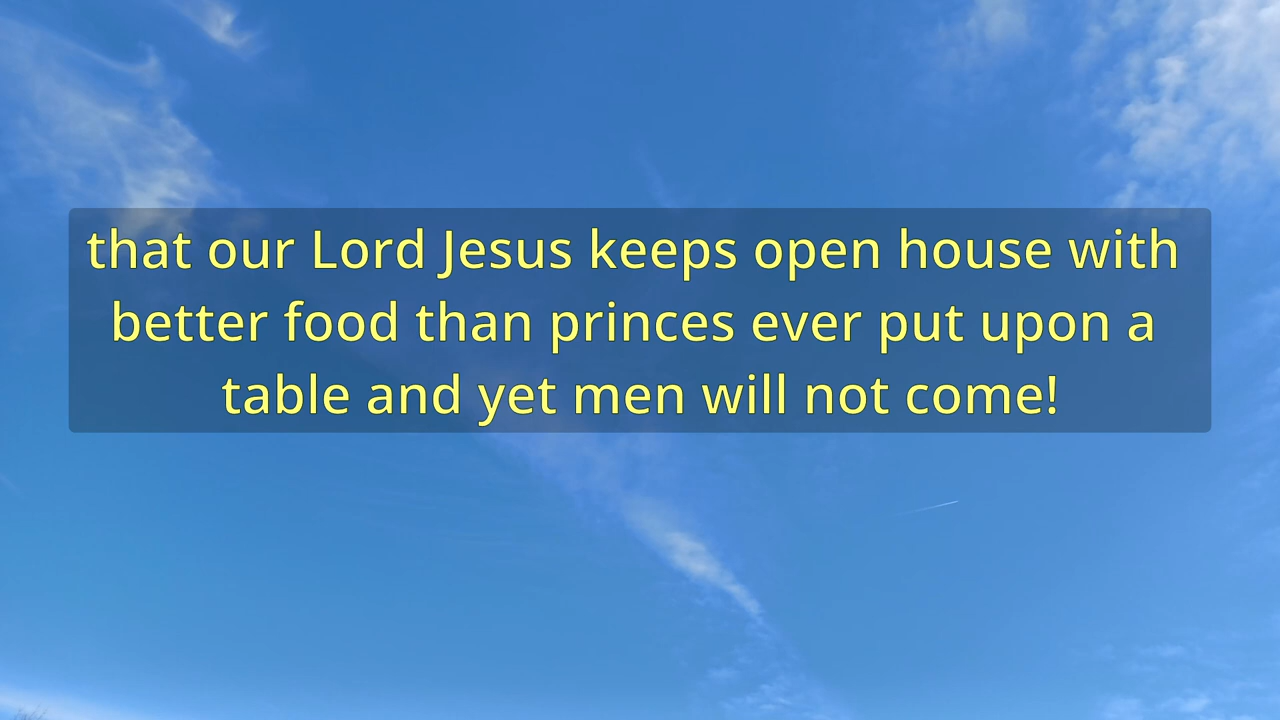 that our Lord Jesus keeps open house with
better food than princes ever put upon a
table and yet men will not come!